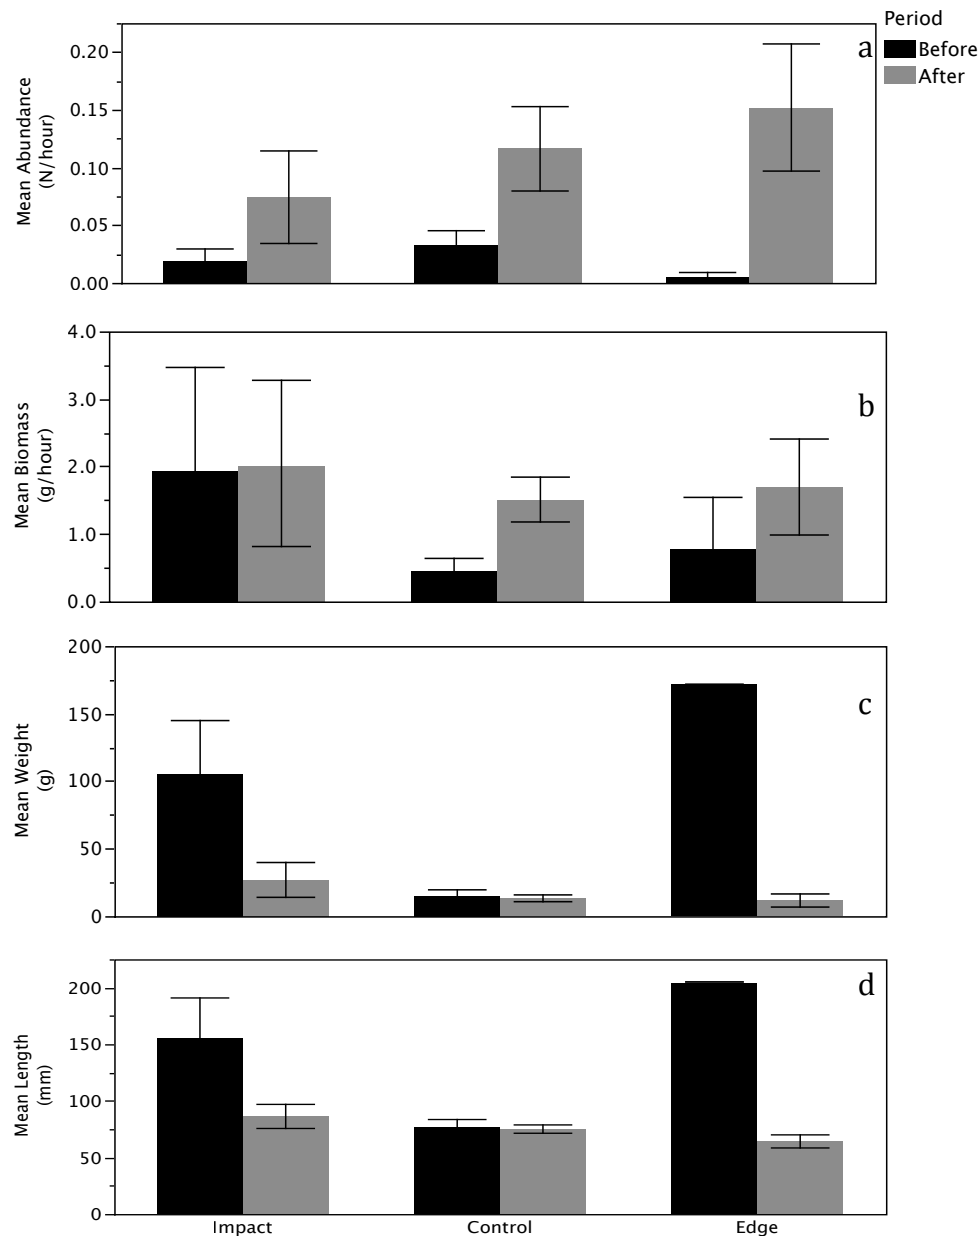 Period
Before
After
a
Mean Abundance
(N/hour)
0.20
0.15
0.10
0.05
0.00
b
Mean Biomass
(g/hour)
4.0
3.0
2.0
1.0
0.0
c
Mean Weight
(g)
200
150
100
50
0
d
Mean Length
(mm)
200
150
100
50
0
Impact Control Edge